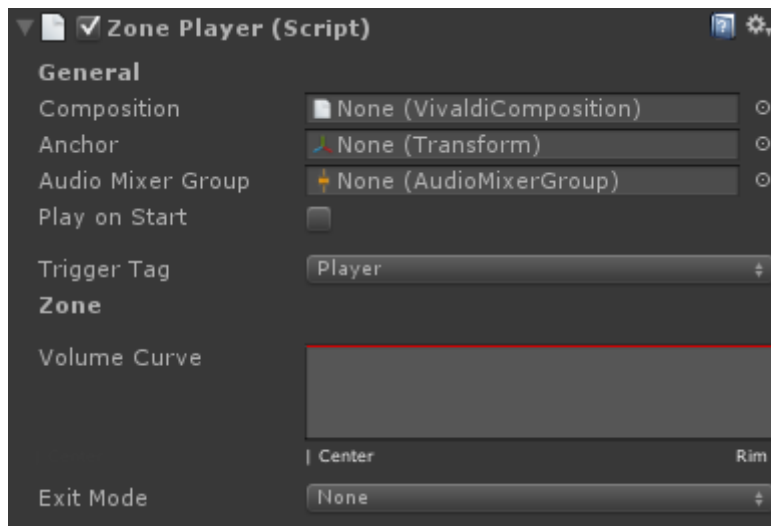 Zone Player (Script)
General
Composition None (VivaldiComposition)
Anchor None (Transform)
Audio Mixer Group None (AudioMixerGroup)
Play on Start
Trigger Tag Player
Zone
Volume Curve
| Center Rim
Exit Mode None